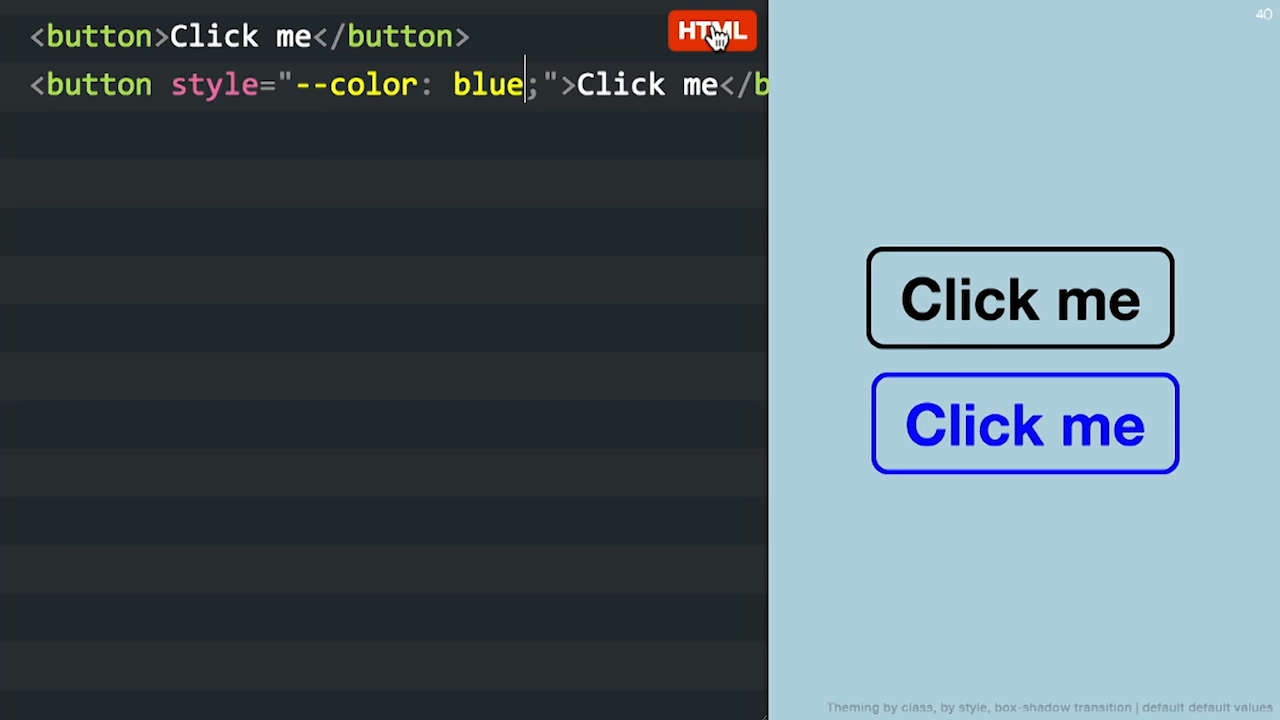 <button>Click me</button>
HTML
<button style="--color: blue;">Click me</b
40
Click me
Click me
Theming by class, by style, box-shadow transition | default default values